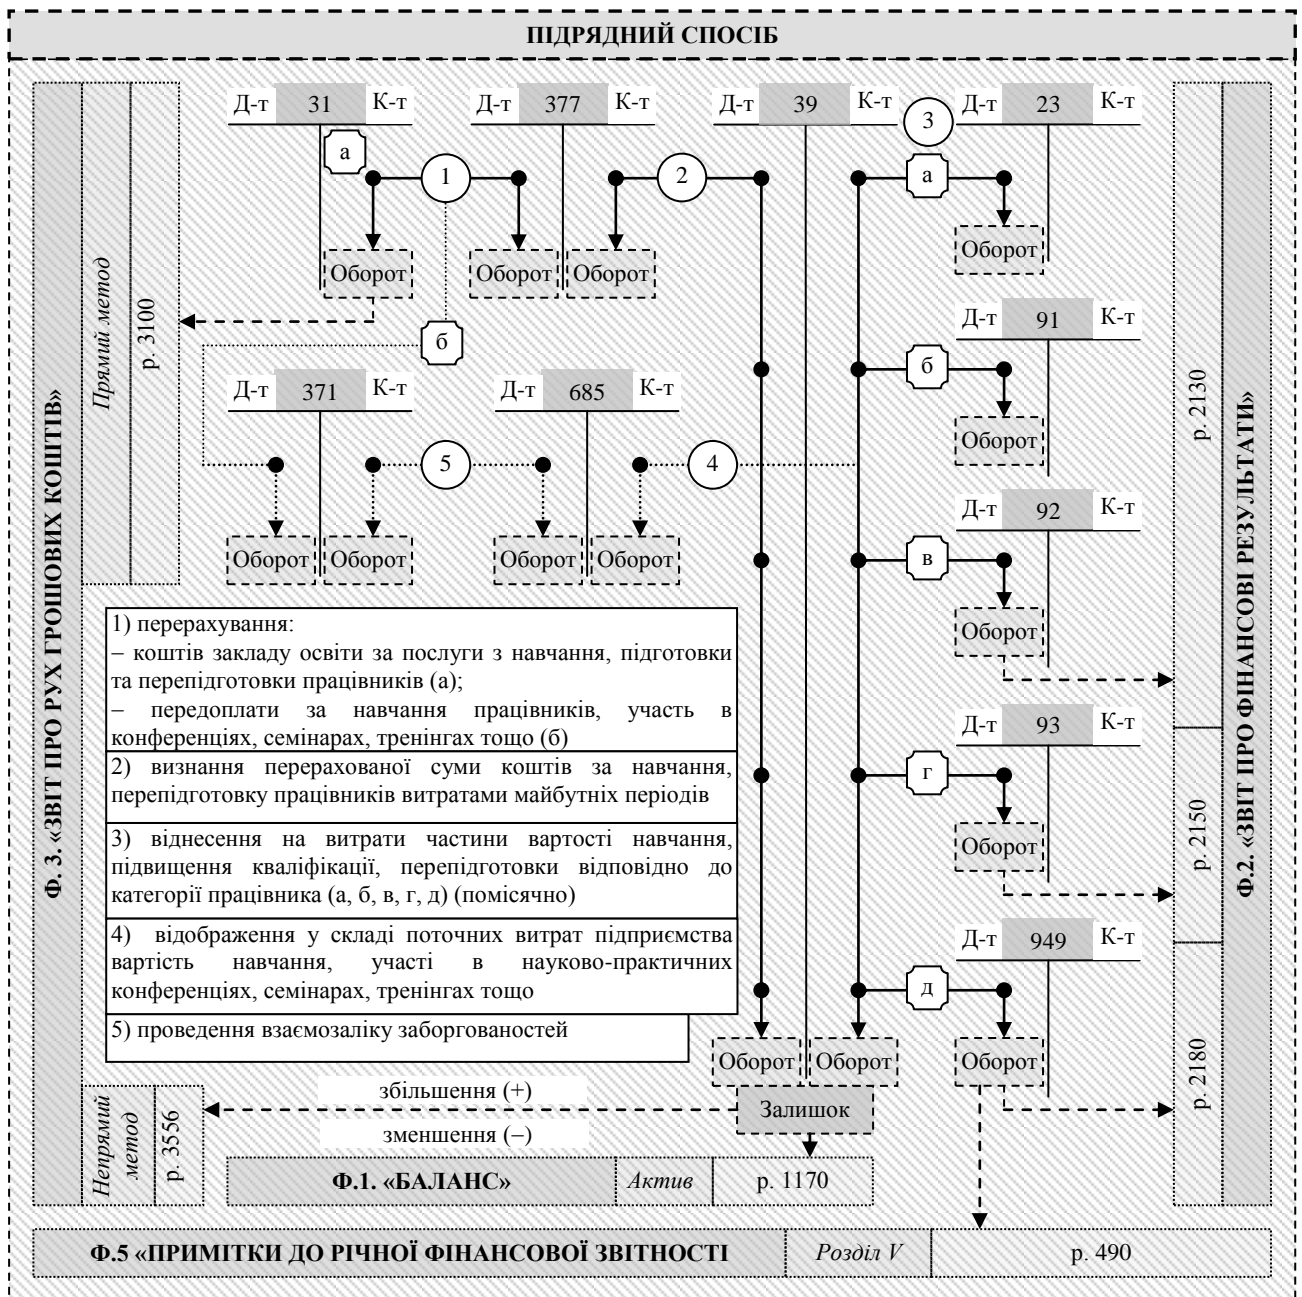 ПІДРЯДНИЙ СПОСІБ
Ф. 3. «ЗВІТ ПРО РУХ ГРОШОВИХ КОШТІВ»
Прямий метод
р. 3100
Д-т 31 К-т
Д-т 377 К-т
Д-т 39 К-т
3
Д-т 23 К-т
а
1
2
а
Оборот
Оборот
Оборот
Оборот
б
Д-т 91 К-т
б
Оборот
Д-т 371 К-т
Д-т 685 К-т
5
4
Оборот
Оборот
Оборот
Оборот
Д-т 92 К-т
в
Оборот
р. 2130
Ф.2. «ЗВІТ ПРО ФІНАНСОВІ РЕЗУЛЬТАТИ»
1) перерахування:
– коштів закладу освіти за послуги з навчання, підготовки
та перепідготовки працівників (а);
– передоплати за навчання працівників, участь в
конференціях, семінарах, тренінгах тощо (б)
2) визнання перерахованої суми коштів за навчання,
перепідготовку працівників витратами майбутніх періодів
3) віднесення на витрати частини вартості навчання,
підвищення кваліфікації, перепідготовки відповідно до
категорії працівника (а, б, в, г, д) (помісячно)
4) відображення у складі поточних витрат підприємства
вартість навчання, участі в науково-практичних
конференціях, семінарах, тренінгах тощо
5) проведення взаємозаліку заборгованостей
Д-т 93 К-т
г
Оборот
р. 2150
Д-т 949 К-т
д
Оборот
Оборот
Оборот
р. 2180
Непрямий
метод
р. 3556
збільшення (+)
зменшення (–)
Залишок
Ф.1. «БАЛАНС»
Актив
р. 1170
Ф.5 «ПРИМІТКИ ДО РІЧНОЇ ФІНАНСОВОЇ ЗВІТНОСТІ
Розділ V
р. 490